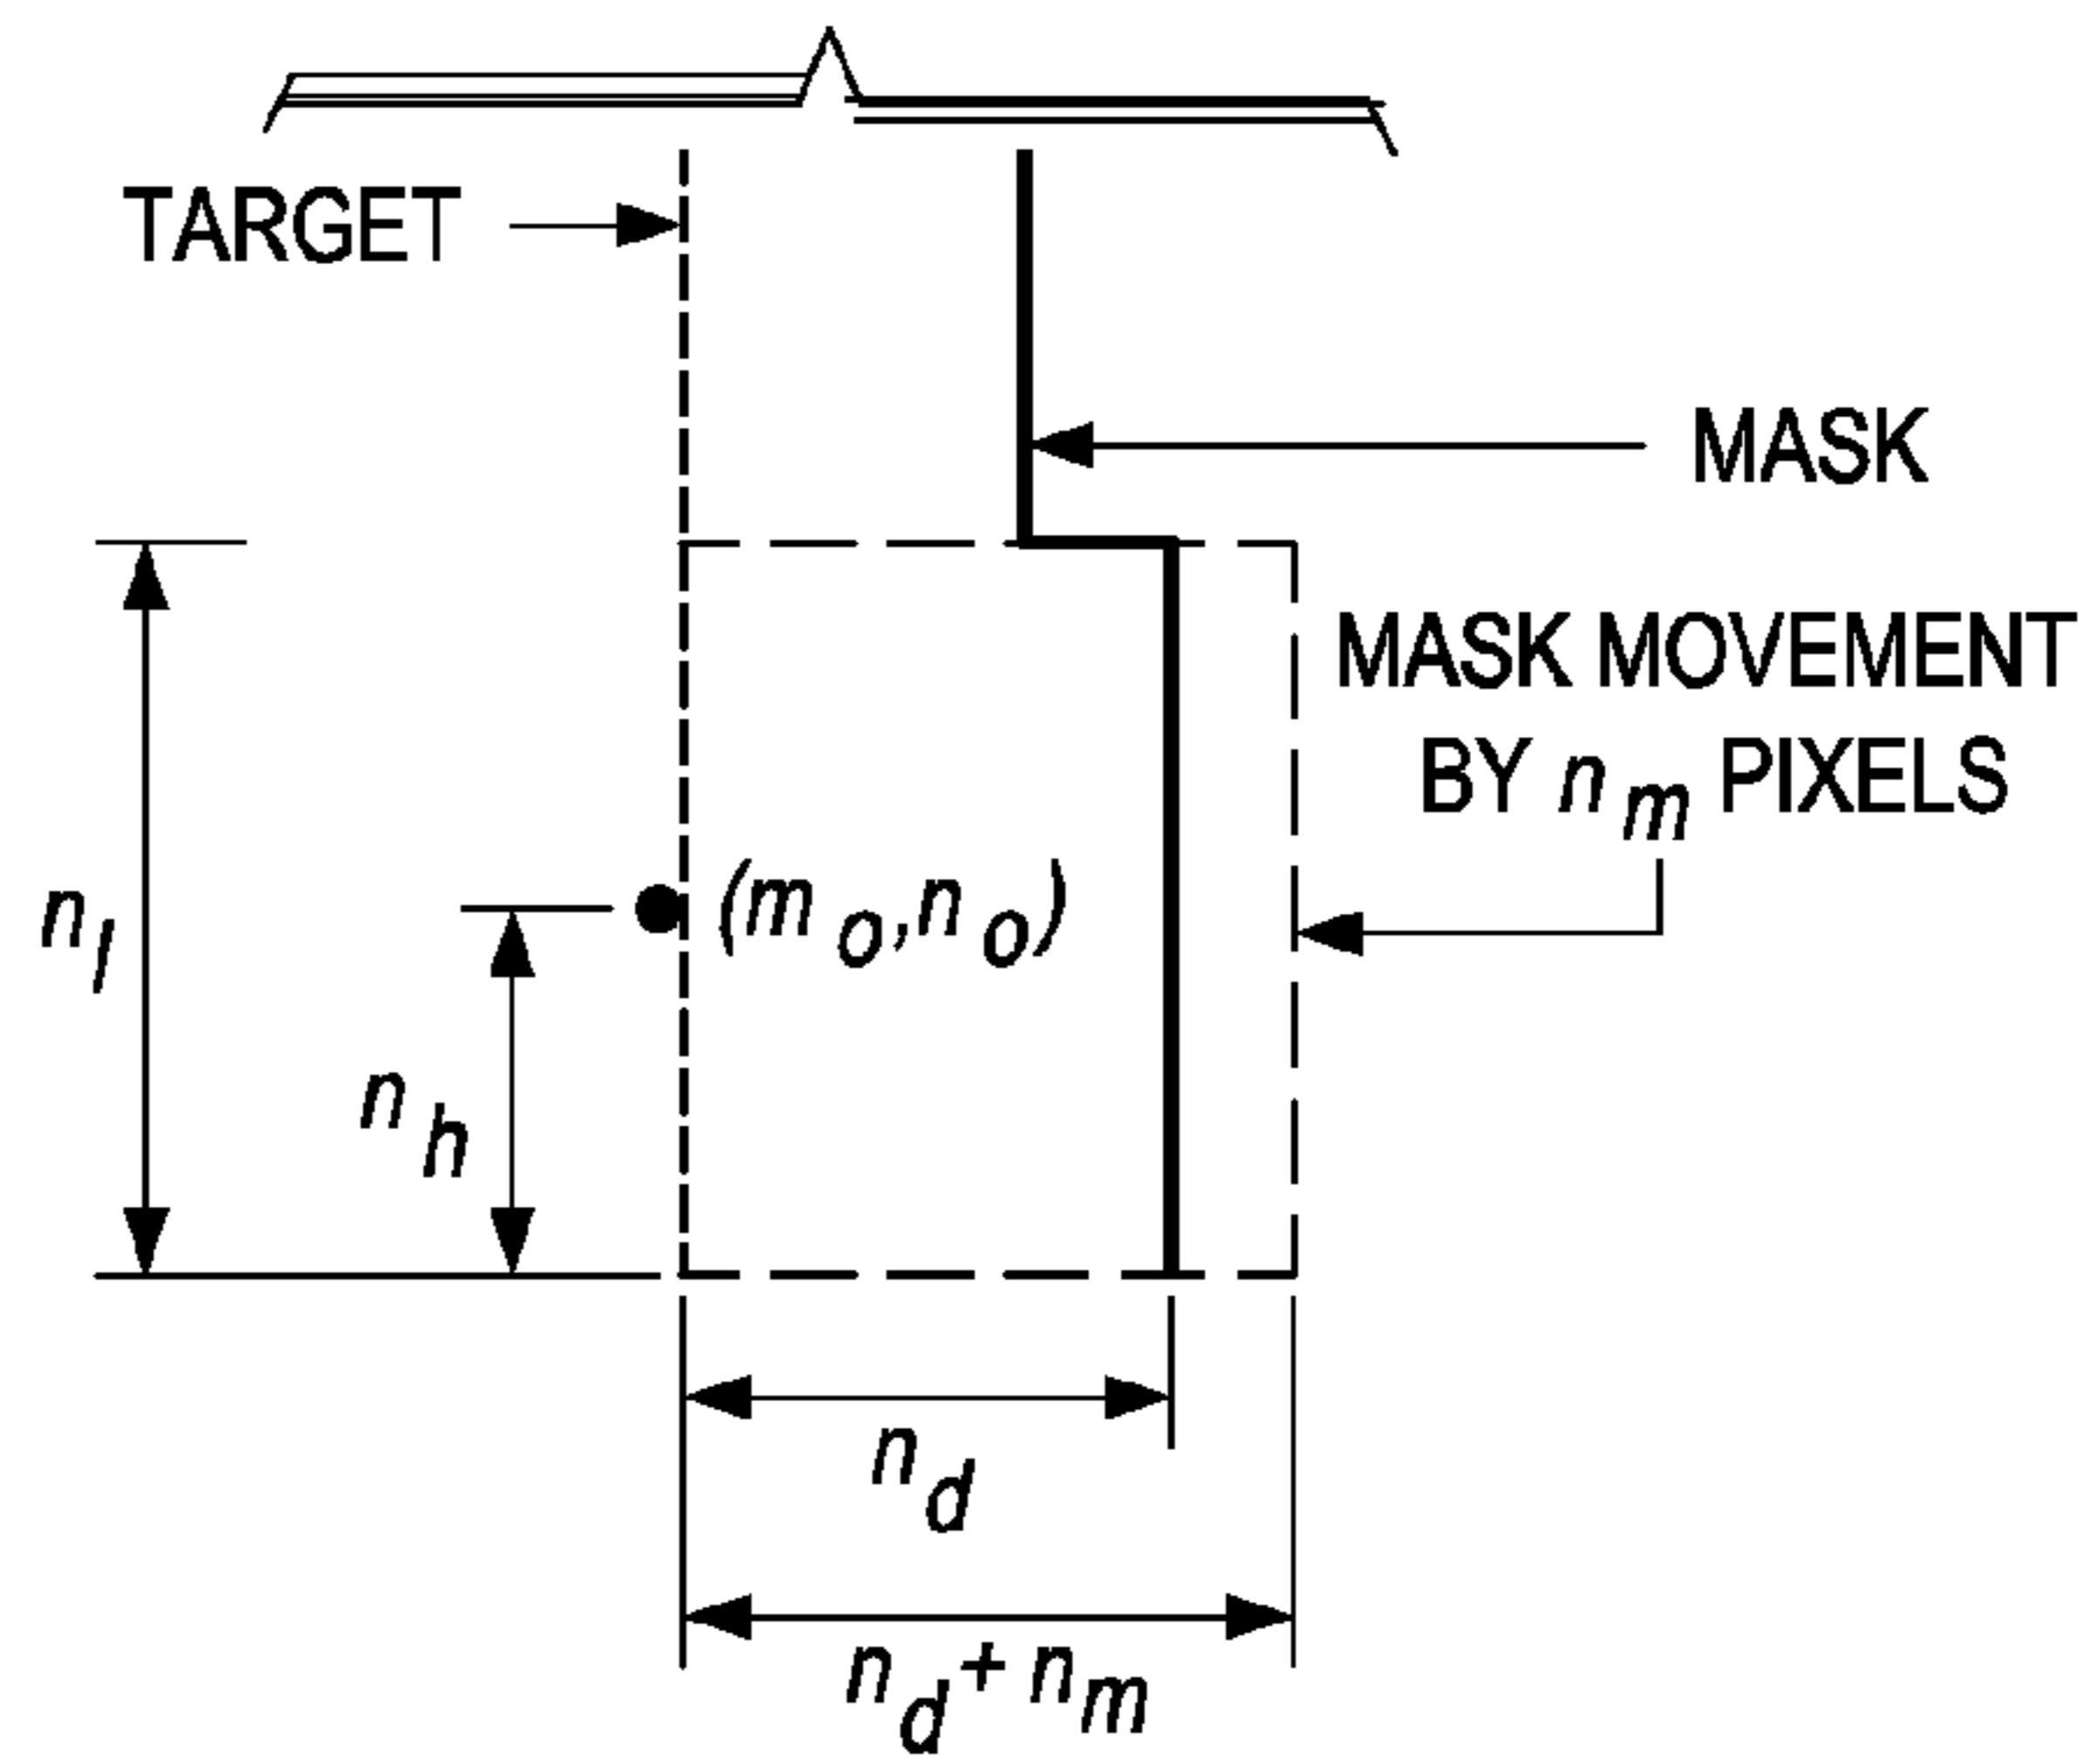 TARGET
MASK
MASK MOVEMENT
BY n m PIXELS
(m o,n o)
n l
n h
n d
n d + n m